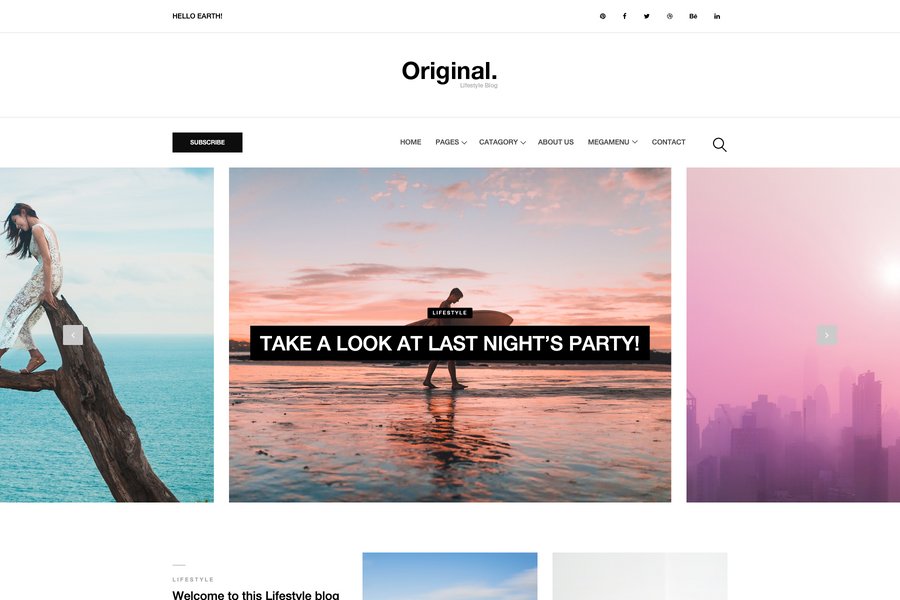 HELLO EARTH!
Bē
in
Original.
Lifestyle Blog
SUBSCRIBE
HOME PAGES CATAGORY ABOUT US MEGAMENU CONTACT
LIFESTYLE
TAKE A LOOK AT LAST NIGHT’S PARTY!
LIFESTYLE
Welcome to this Lifestyle blog